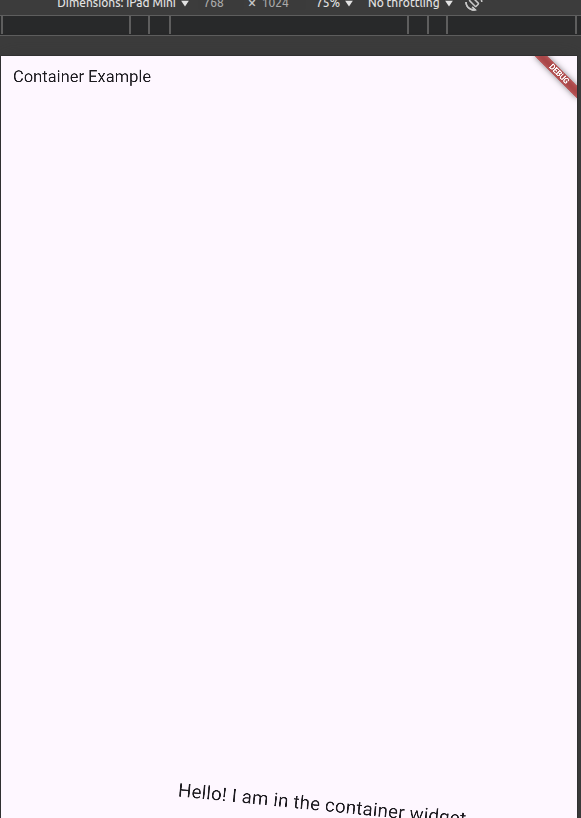 Dimensions: iPad Mini ▼ 768 × 1024 75% ▼ No throttling ▼
Container Example
DEBUG
Hello! I am in the container widget